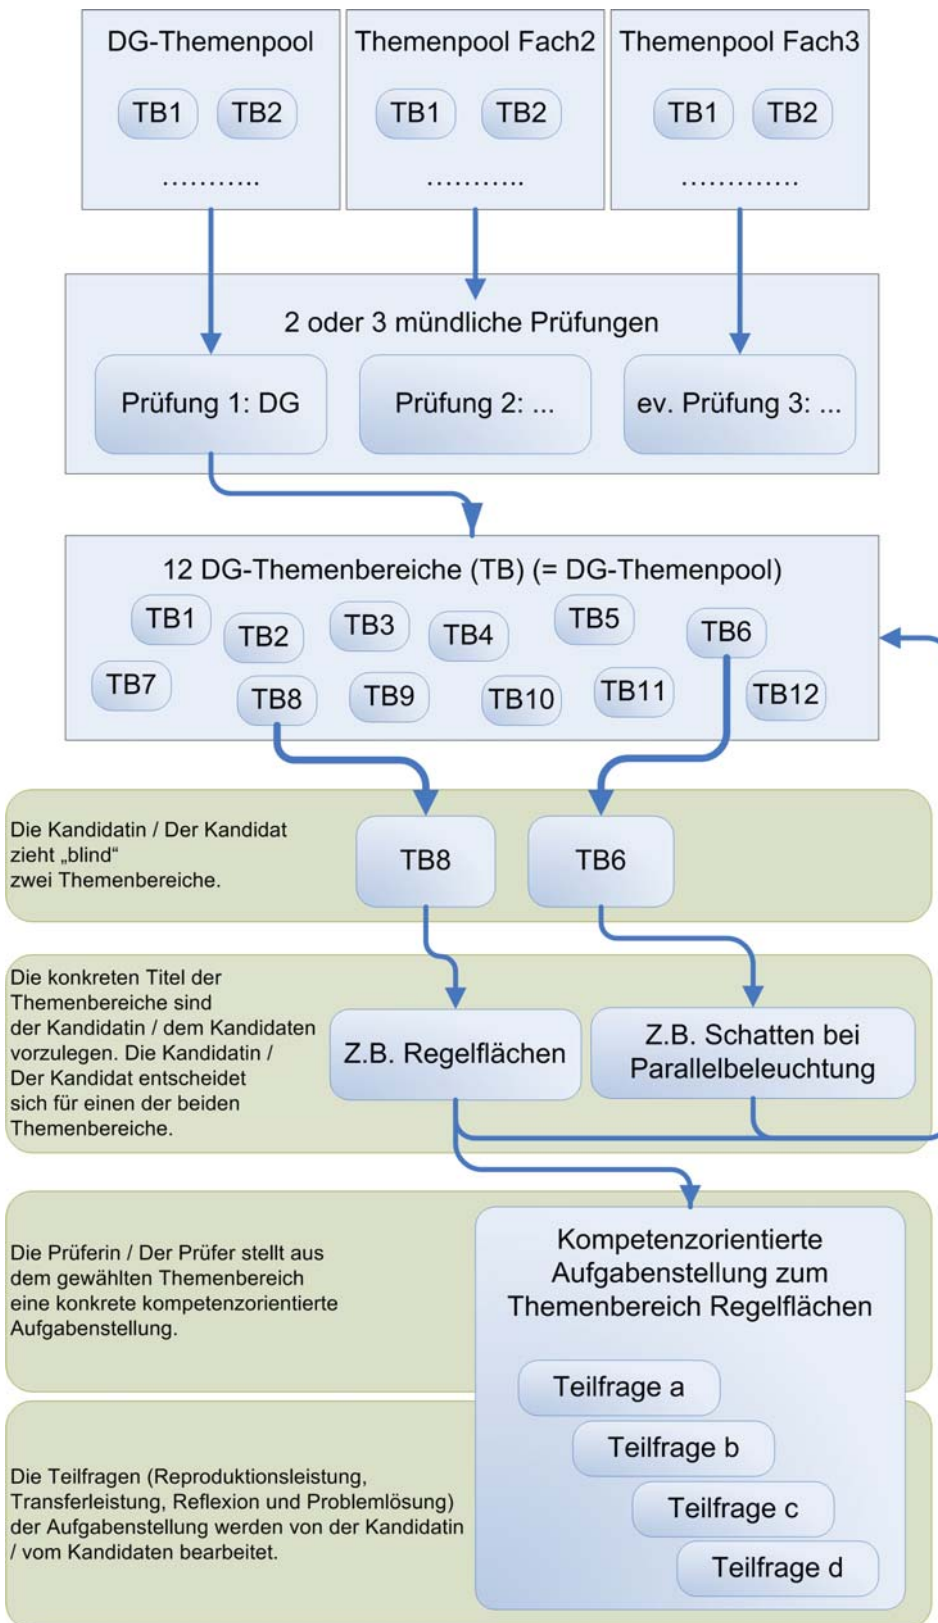 DG-Themenpool
TB1 TB2
………..
Themenpool Fach2
TB1 TB2
………..
Themenpool Fach3
TB1 TB2
………….
2 oder 3 mündliche Prüfungen
Prüfung 1: DG
Prüfung 2: ...
ev. Prüfung 3: ...
12 DG-Themenbereiche (TB) (= DG-Themenpool)
TB1 TB2 TB3 TB4 TB5 TB6
TB7 TB8 TB9 TB10 TB11 TB12
Die Kandidatin / Der Kandidat
zieht „blind“
zwei Themenbereiche.
TB8
TB6
Die konkreten Titel der
Themenbereiche sind
der Kandidatin / dem Kandidaten
vorzulegen. Die Kandidatin /
Der Kandidat entscheidet
sich für einen der beiden
Themenbereiche.
Z.B. Regelflächen
Z.B. Schatten bei
Parallelbeleuchtung
Die Prüferin / Der Prüfer stellt aus
dem gewählten Themenbereich
eine konkrete kompetenzorientierte
Aufgabenstellung.
Kompetenzorientierte
Aufgabenstellung zum
Themenbereich Regelflächen
Teilfrage a
Teilfrage b
Teilfrage c
Teilfrage d
Die Teilfragen (Reproduktionsleistung,
Transferleistung, Reflexion und Problemlösung)
der Aufgabenstellung werden von der Kandidatin
/ vom Kandidaten bearbeitet.